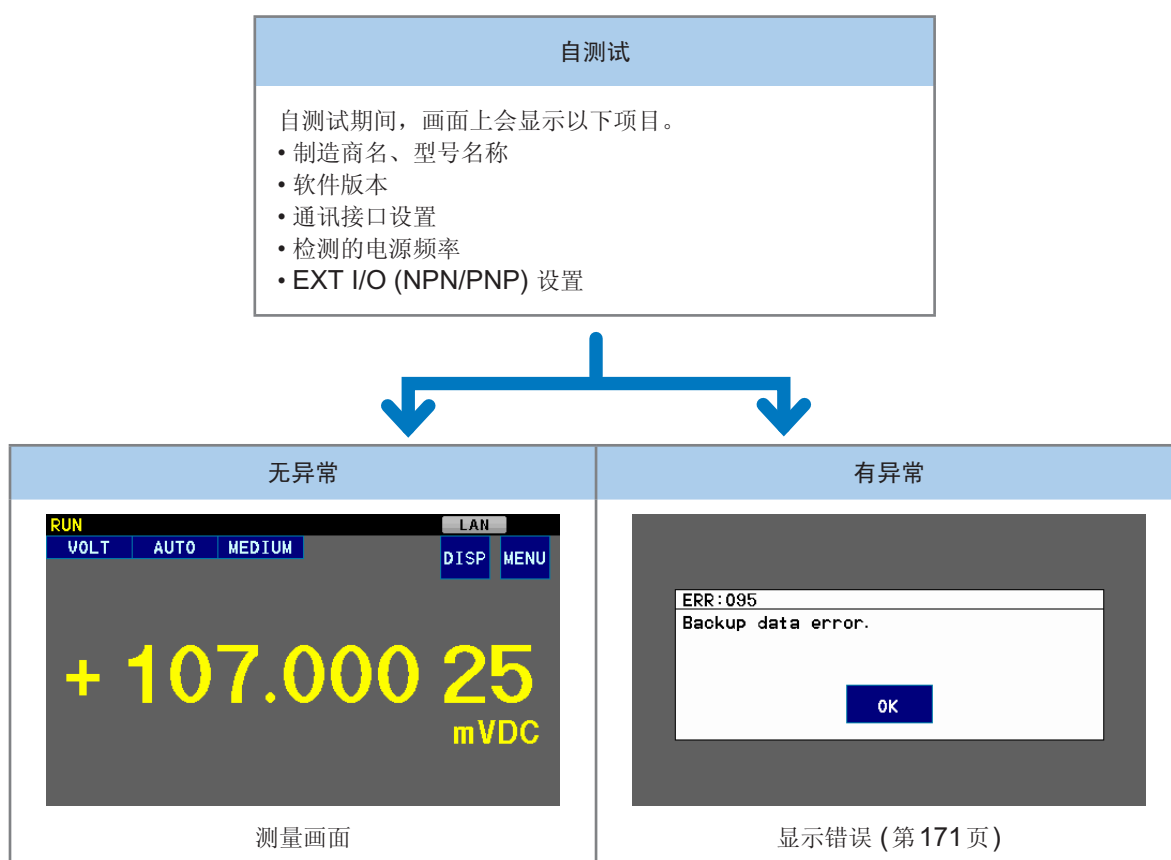 自测试
自测试期间，画面上会显示以下项目。
• 制造商名、型号名称
• 软件版本
• 通讯接口设置
• 检测的电源频率
• EXT I/O (NPN/PNP) 设置
无异常
有异常
RUN
LAN
VOLT AUTO MEDIUM
DISP MENU
+ 107.000 25
mVDC
测量画面
ERR:095
Backup data error.
OK
显示错误 (第171页)